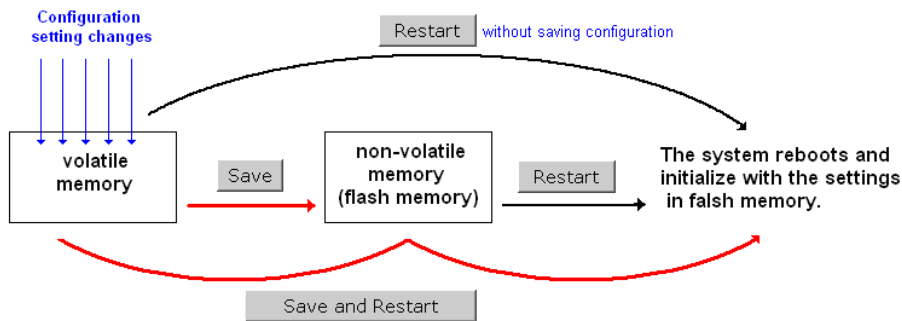 Configuration
setting changes
Restart without saving configuration
volatile
memory
Save
non-volatile
memory
(flash memory)
Restart
The system reboots and
initialize with the settings
in falsh memory.
Save and Restart